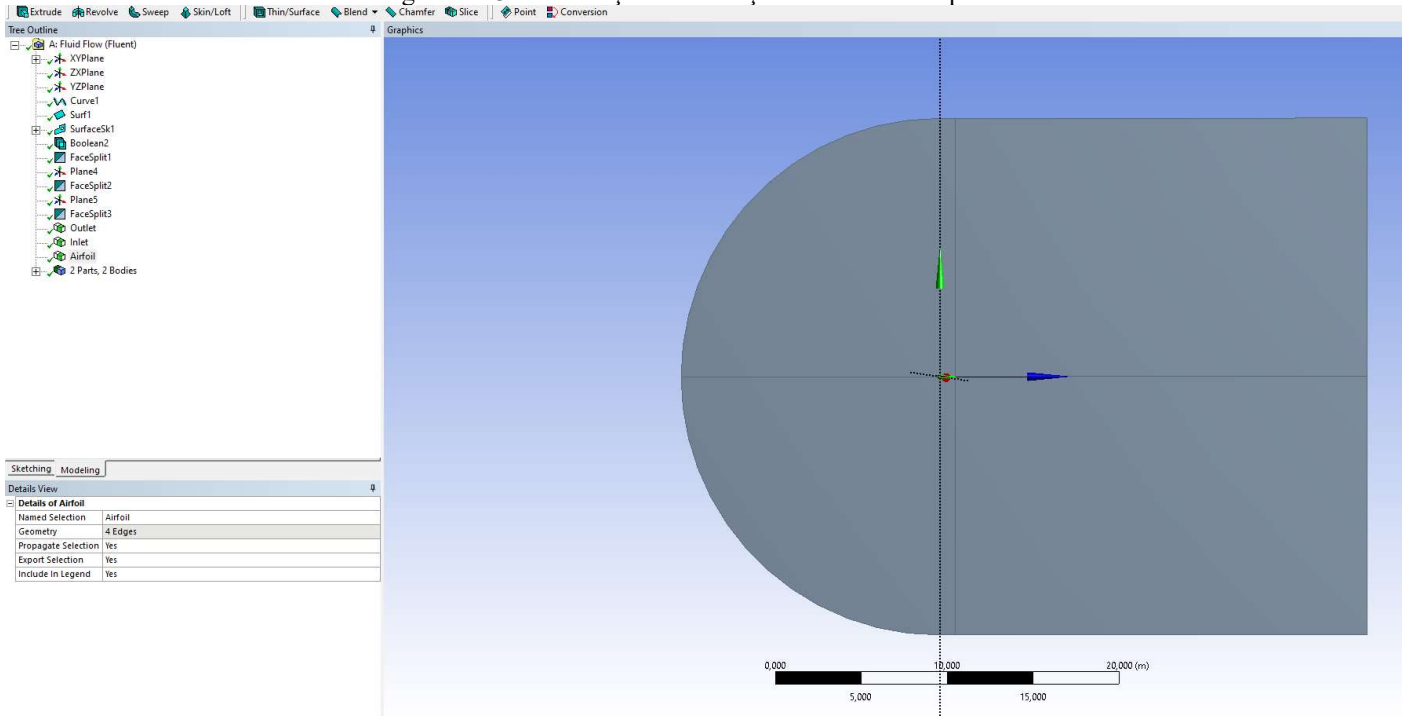 Extrude Revolve Sweep Skin/Loft Thin/Surface Blend Chamfer Slice Point Conversion
Tree Outline
Graphics
A: Fluid Flow (Fluent)
XYPlane
ZXPlane
YZPlane
Curve1
Surf1
SurfaceSk1
Boolean2
FaceSplit1
Plane4
FaceSplit2
Plane5
FaceSplit3
Outlet
Inlet
Airfoil
2 Parts, 2 Bodies
Sketching Modeling
Details View
Details of Airfoil
Named Selection Airfoil
Geometry 4 Edges
Propagate Selection Yes
Export Selection Yes
Include In Legend Yes
0,000 10,000 20,000 (m)
5,000 15,000